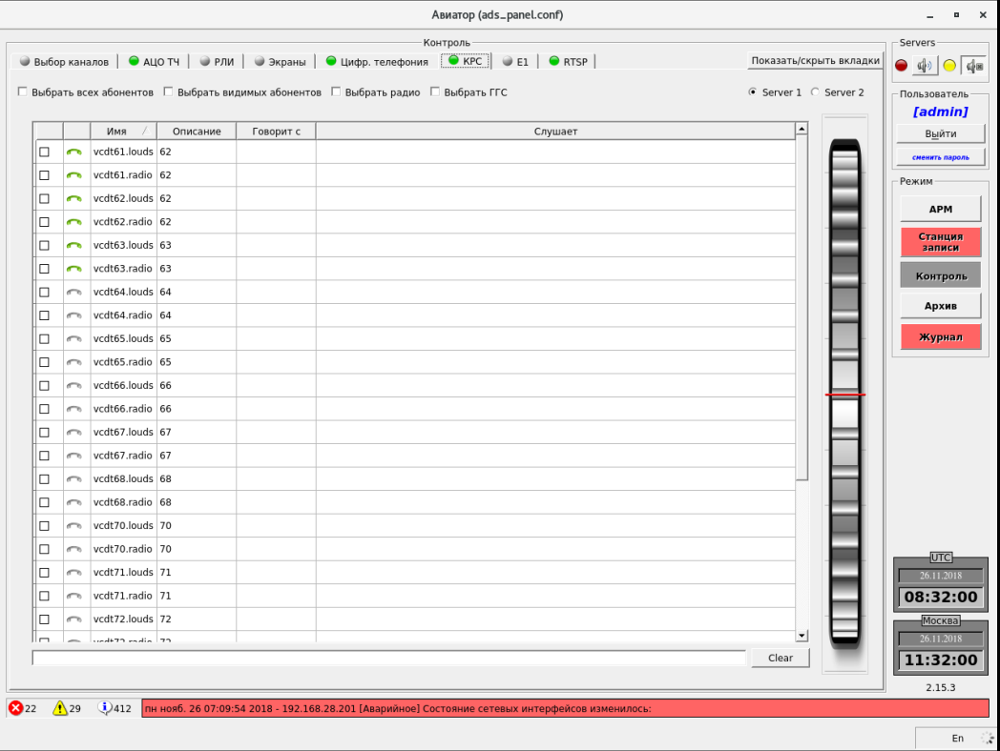 Авиатор (ads_panel.conf)
Контроль
Выбор каналов АЦО ТЧ РЛИ Экраны Цифр. телефония КРС E1 RTSP Показать/скрыть вкладки
Выбрать всех абонентов Выбрать видимых абонентов Выбрать радио Выбрать ГГС Server 1 Server 2
Имя Описание Говорит с Слушает
vcdt61.louds 62
vcdt61.radio 62
vcdt62.louds 62
vcdt62.radio 62
vcdt63.louds 63
vcdt63.radio 63
vcdt64.louds 64
vcdt64.radio 64
vcdt65.louds 65
vcdt65.radio 65
vcdt66.louds 66
vcdt66.radio 66
vcdt67.louds 67
vcdt67.radio 67
vcdt68.louds 68
vcdt68.radio 68
vcdt70.louds 70
vcdt70.radio 70
vcdt71.louds 71
vcdt71.radio 71
vcdt72.louds 72
vcdt72.radio 72
Clear
Servers
Пользователь
[admin]
Выйти
сменить пароль
Режим
АРМ
Станция
записи
Контроль
Архив
Журнал
UTC
26.11.2018
08:32:00
Москва
26.11.2018
11:32:00
2.15.3
22 29 412 пн нояб. 26 07:09:54 2018 - 192.168.28.201 [Аварийное] Состояние сетевых интерфейсов изменилось:
En